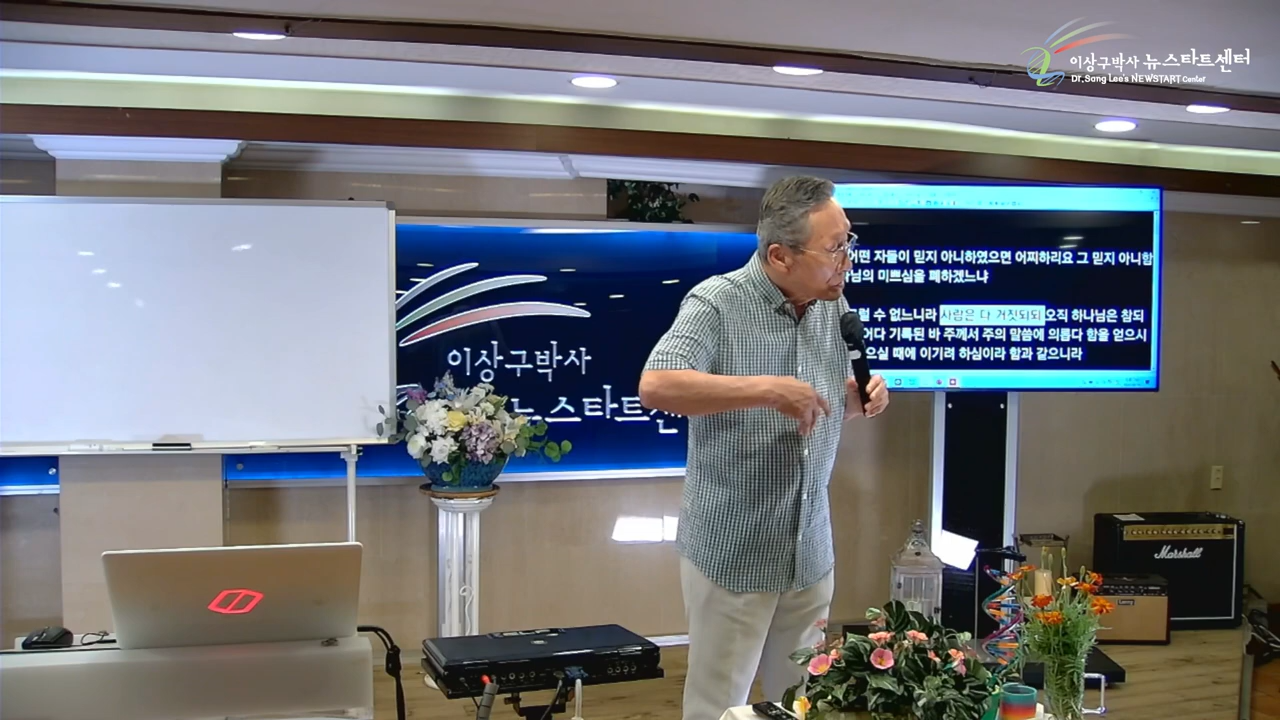 이상구박사 뉴스타트센터
Dr. Sang Lee's NEWSTART Center
어떤 자들이 믿지 아니하였으면 어찌하리요 그 믿지 아니함
님의 미쁘심을 폐하겠느냐
럴 수 없느니라 사람은 다 거짓되되 오직 하나님은 참되
어다 기록된 바 주께서 주의 말씀에 의롭다 함을 얻으시
으실 때에 이기려 하심이라 함과 같으니라
이상구박사
뉴스타트센
Marshall